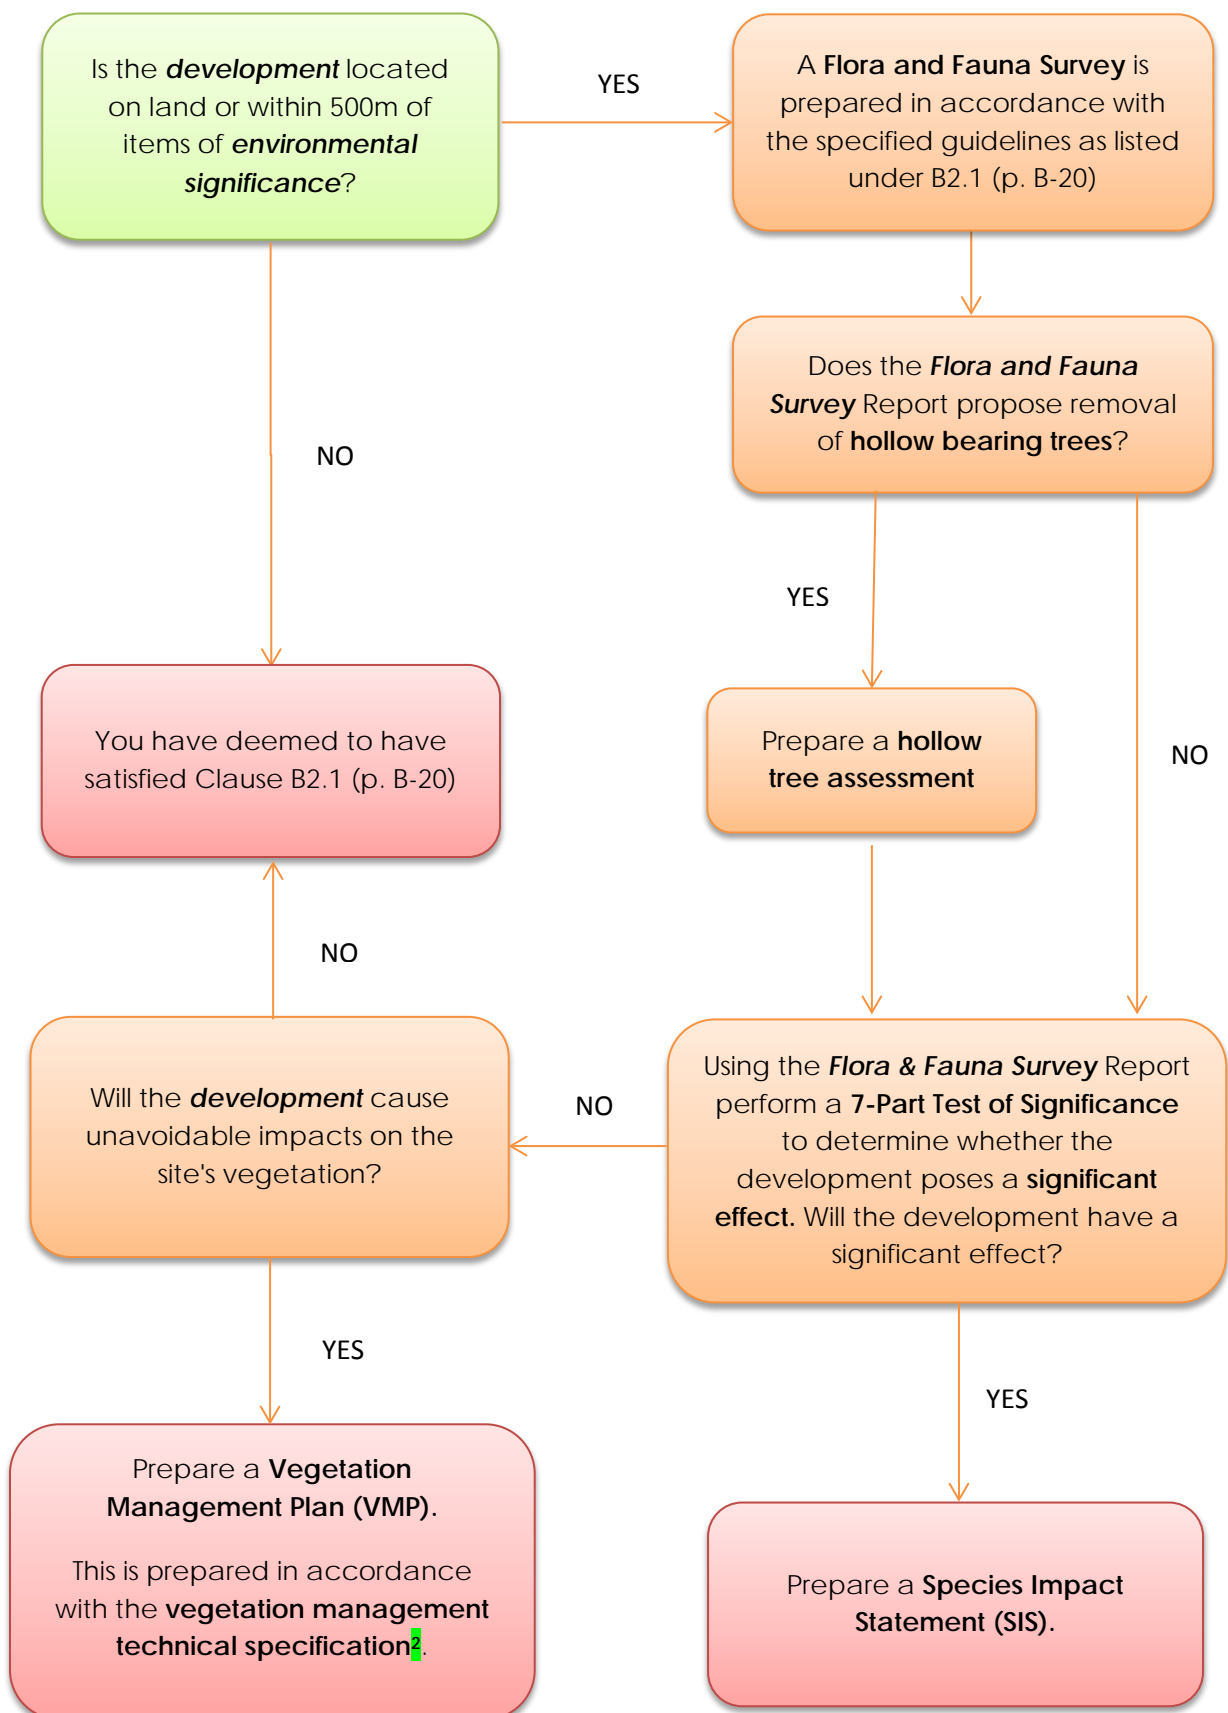 Is the development located
on land or within 500m of
items of environmental
significance?
YES
A Flora and Fauna Survey is
prepared in accordance with
the specified guidelines as listed
under B2.1 (p. B-20)
Does the Flora and Fauna
Survey Report propose removal
of hollow bearing trees?
NO
YES
You have deemed to have
satisfied Clause B2.1 (p. B-20)
Prepare a hollow
tree assessment
NO
NO
Will the development cause
unavoidable impacts on the
site's vegetation?
NO
Using the Flora & Fauna Survey Report
perform a 7-Part Test of Significance
to determine whether the
development poses a significant
effect. Will the development have a
significant effect?
YES
YES
Prepare a Vegetation
Management Plan (VMP).
This is prepared in accordance
with the vegetation management
technical specification².
Prepare a Species Impact
Statement (SIS).